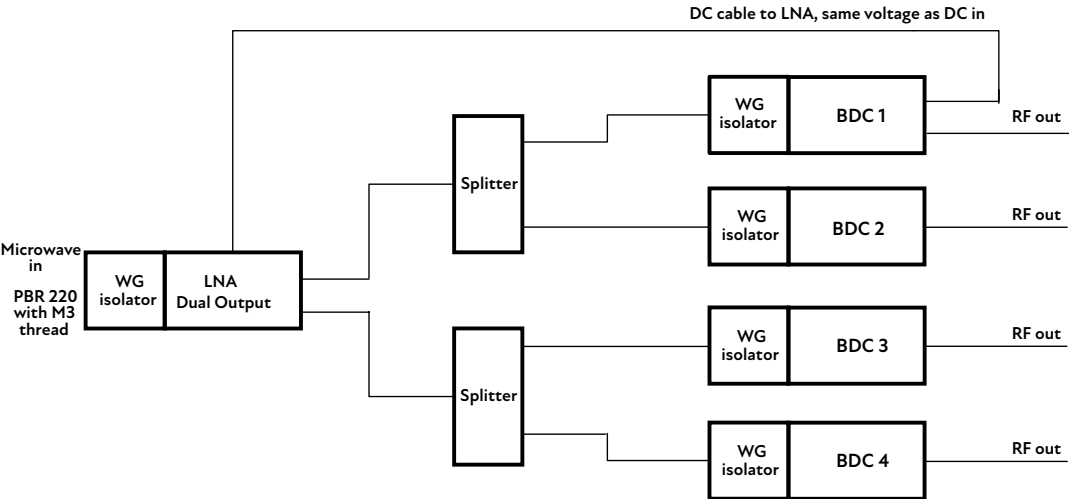 DC cable to LNA, same voltage as DC in
WG
isolator
BDC 1
RF out
Splitter
WG
isolator
BDC 2
RF out
Microwave
in
PBR 220
with M3
thread
WG
isolator
LNA
Dual Output
WG
isolator
BDC 3
RF out
Splitter
WG
isolator
BDC 4
RF out